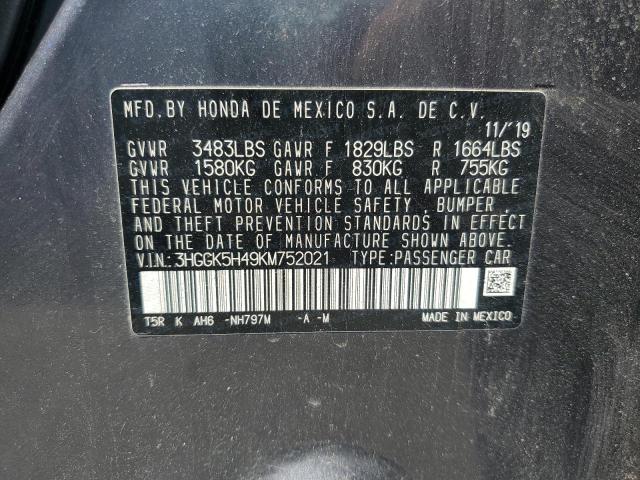 MFD. BY HONDA DE MEXICO S.A. DE C.V.
11/'19
GVWR 3483LBS GAWR F 1829LBS R 1664LBS
GVWR 1580KG GAWR F 830KG R 755KG
THIS VEHICLE CONFORMS TO ALL APPLICABLE
FEDERAL MOTOR VEHICLE SAFETY, BUMPER,
AND THEFT PREVENTION STANDARDS IN EFFECT
ON THE DATE OF MANUFACTURE SHOWN ABOVE.
V.I.N.: 3HGGK5H49KM752021 TYPE:PASSENGER CAR
T5R K AH6 -NH797M -A -M MADE IN MEXICO